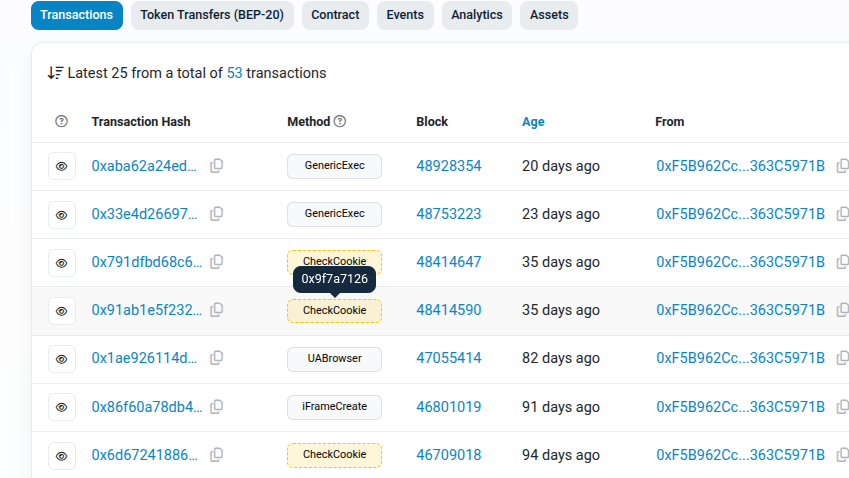 Transactions Token Transfers (BEP-20) Contract Events Analytics Assets
Latest 25 from a total of 53 transactions
Transaction Hash Method Block Age From
0xaba62a24ed... GenericExec 48928354 20 days ago 0xF5B962Cc...363C5971B
0x33e4d26697... GenericExec 48753223 23 days ago 0xF5B962Cc...363C5971B
0x791dfbd68c6... CheckCookie 48414647 35 days ago 0xF5B962Cc...363C5971B
0x9f7a7126
0x91ab1e5f232... CheckCookie 48414590 35 days ago 0xF5B962Cc...363C5971B
0x1ae926114d... UABrowser 47055414 82 days ago 0xF5B962Cc...363C5971B
0x86f60a78db4... iFrameCreate 46801019 91 days ago 0xF5B962Cc...363C5971B
0x6d67241886... CheckCookie 46709018 94 days ago 0xF5B962Cc...363C5971B